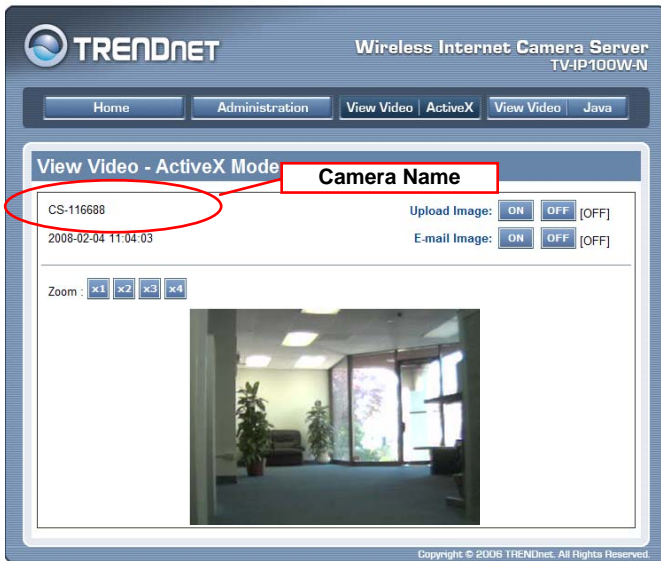 TRENDNET
Wireless Internet Camera Server
TV-IP100W-N
Home Administration View Video | ActiveX View Video | Java
View Video - ActiveX Mode
Camera Name
CS-116688 Upload Image: ON OFF [OFF]
2008-02-04 11:04:03 E-mail Image: ON OFF [OFF]
Zoom : x1 x2 x3 x4
Copyright © 2006 TRENDnet. All Rights Reserved.